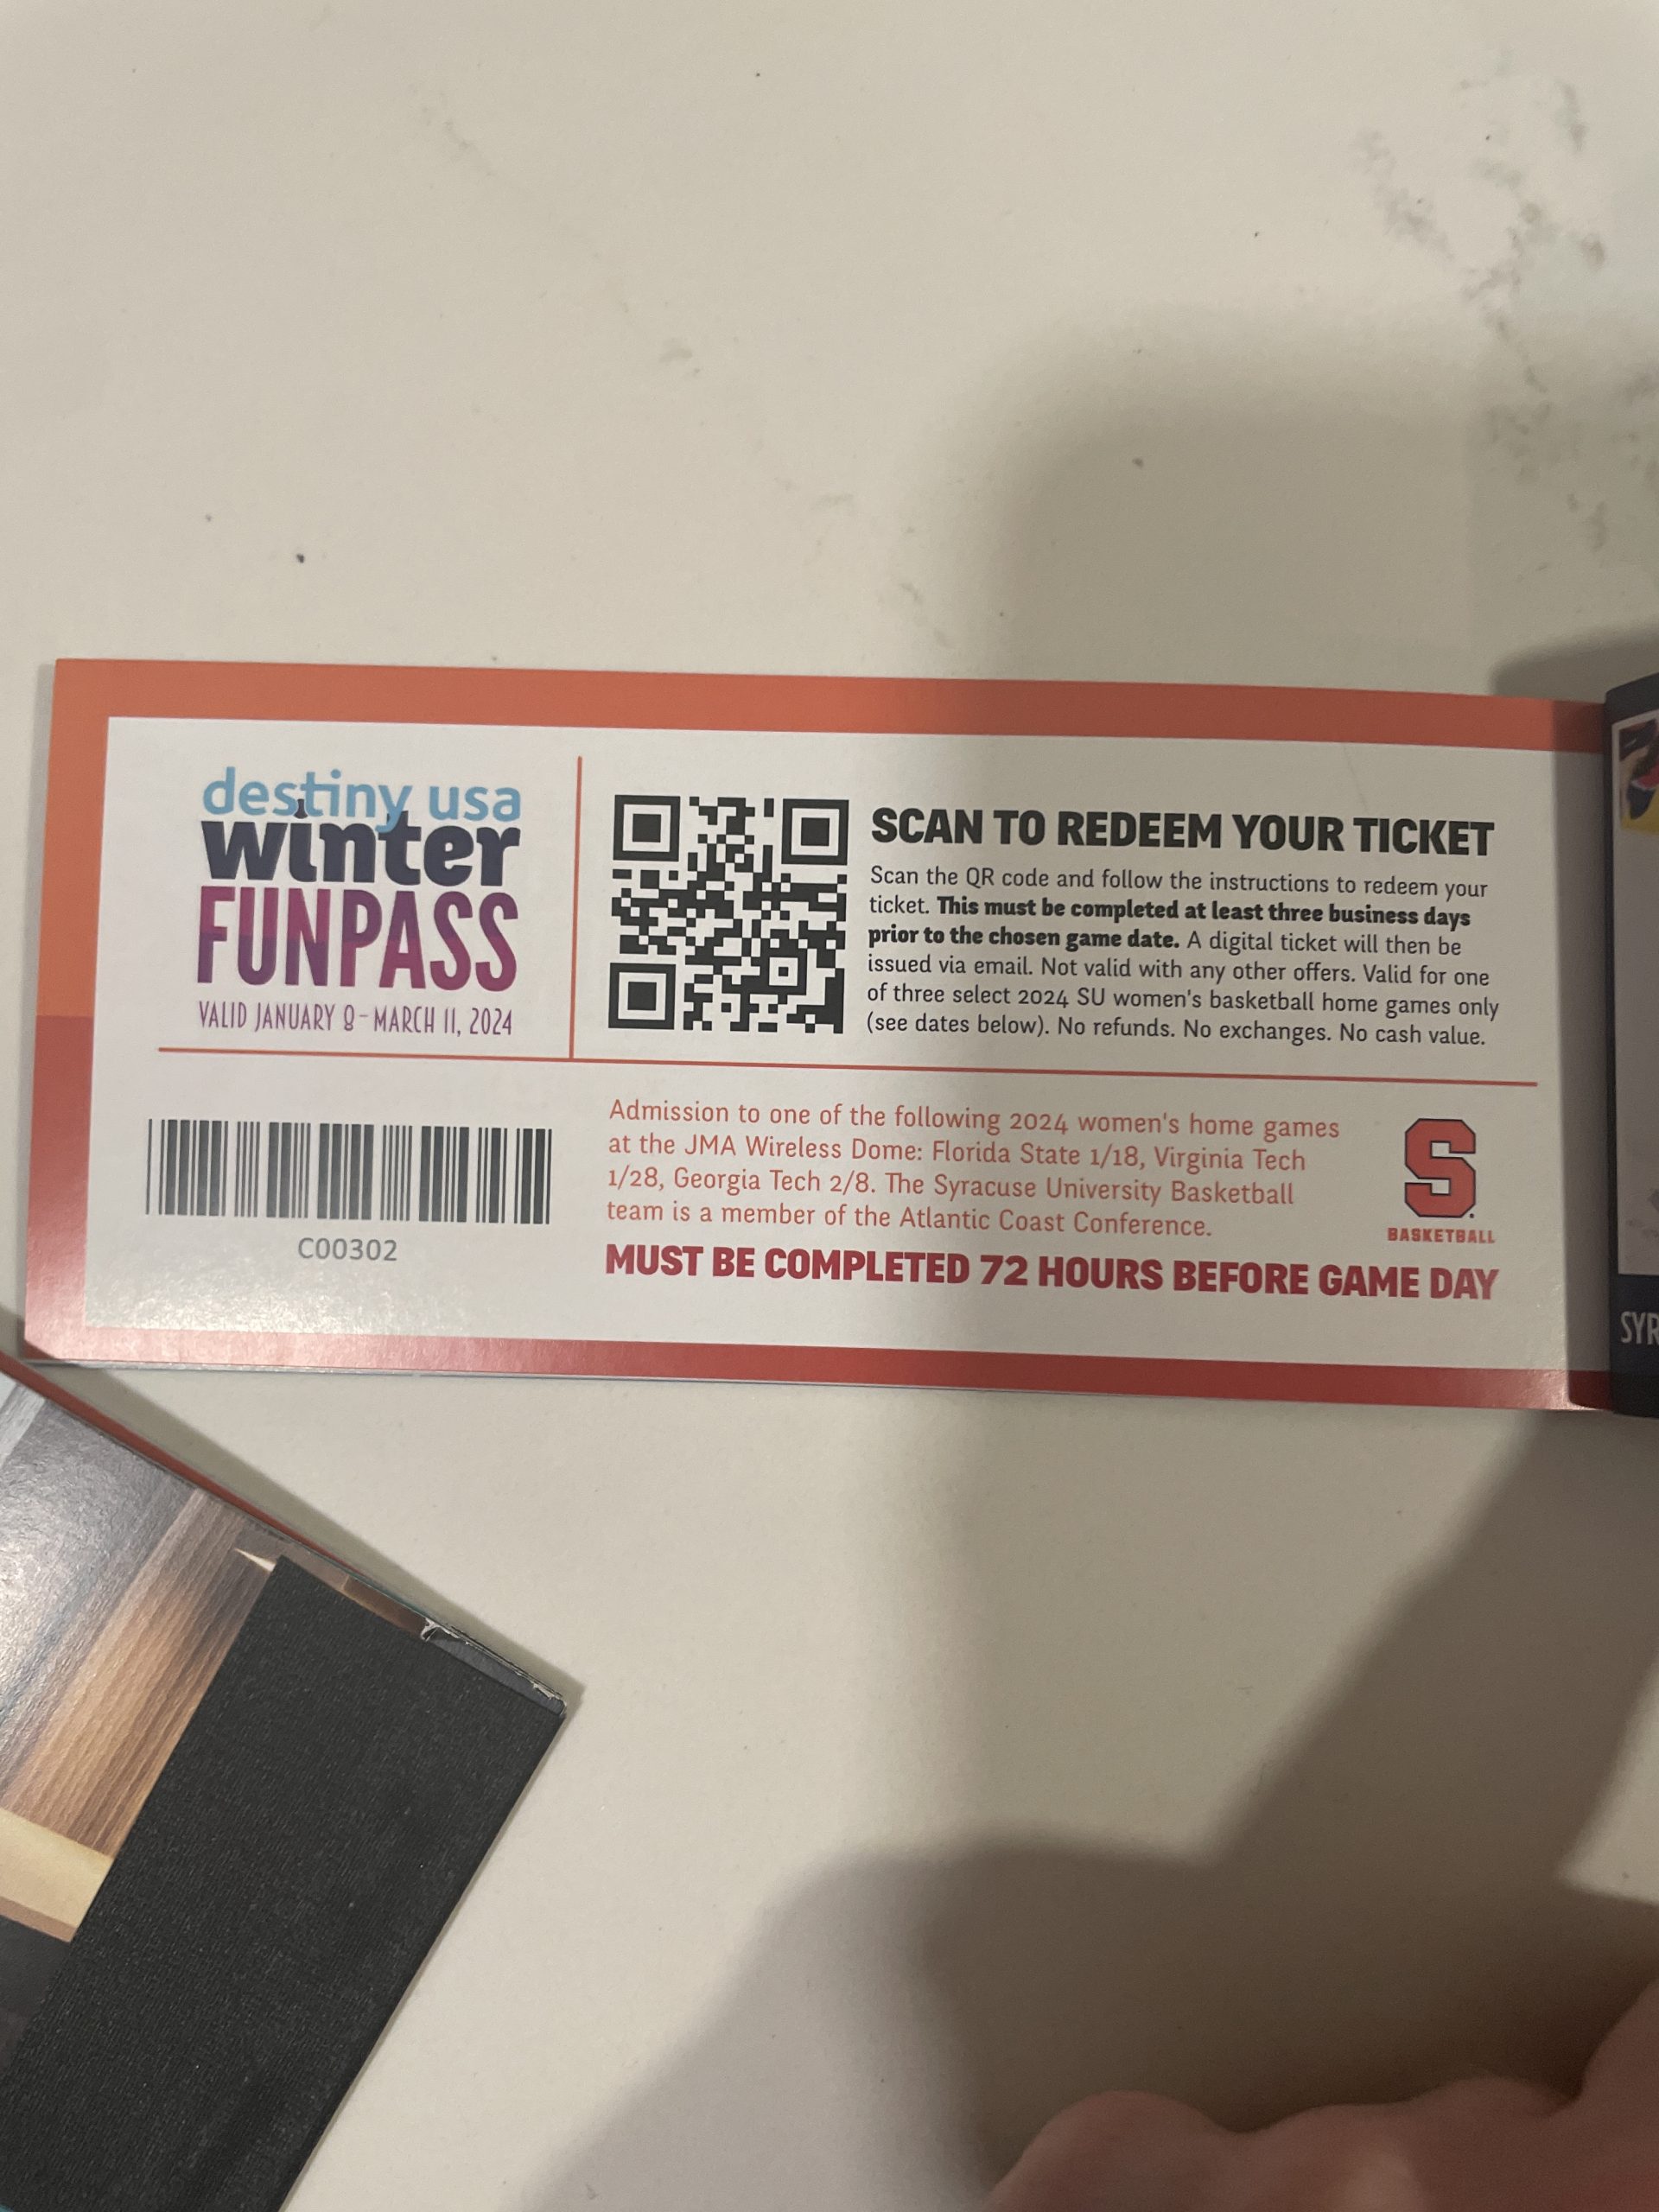 destiny usa
winter
FUNPASS
VALID JANUARY 8 – MARCH 11, 2024
SCAN TO REDEEM YOUR TICKET
Scan the QR code and follow the instructions to redeem your
ticket. This must be completed at least three business days
prior to the chosen game date. A digital ticket will then be
issued via email. Not valid with any other offers. Valid for one
of three select 2024 SU women's basketball home games only
(see dates below). No refunds. No exchanges. No cash value.
C00302
Admission to one of the following 2024 women's home games
at the JMA Wireless Dome: Florida State 1/18, Virginia Tech
1/28, Georgia Tech 2/8. The Syracuse University Basketball
team is a member of the Atlantic Coast Conference.
MUST BE COMPLETED 72 HOURS BEFORE GAME DAY
S
BASKETBALL
SYR